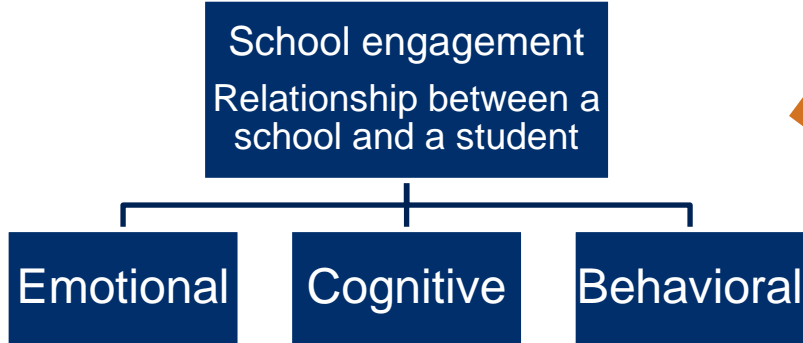 School engagement
Relationship between a
school and a student
Emotional
Cognitive
Behavioral